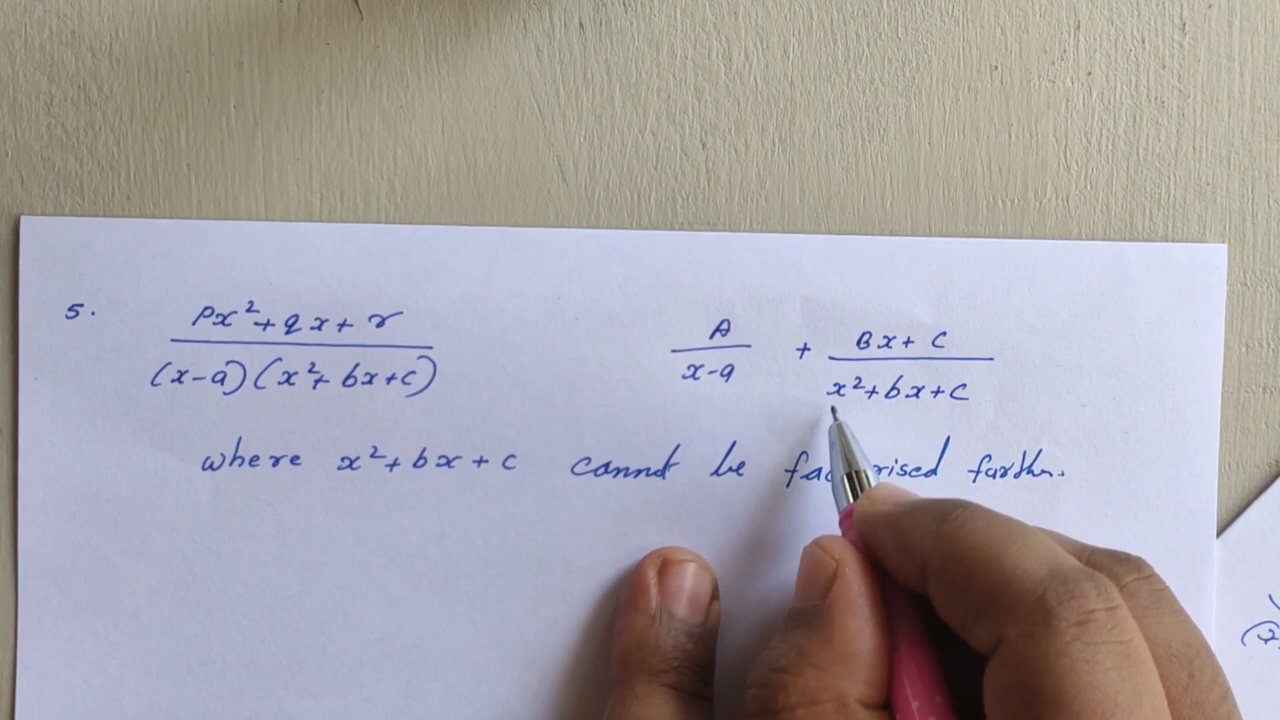 5. (px²+qx+r)/((x-a)(x²+bx+c)) A/(x-a) + (Bx+C)/(x²+bx+c)
where x²+bx+c cannot be factorised further.